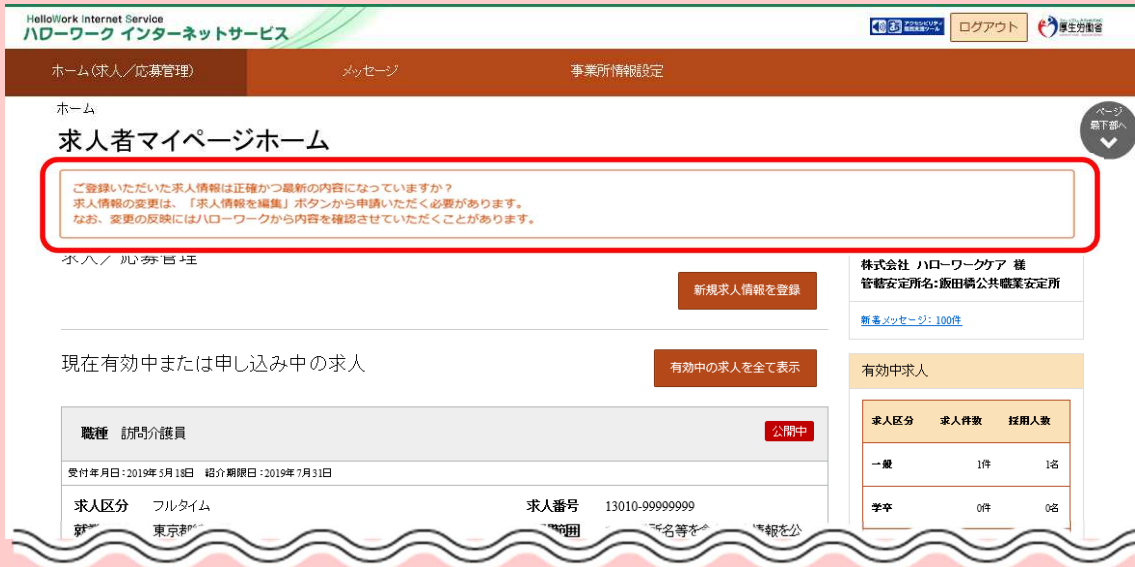 HelloWork Internet Service
ハローワーク インターネットサービス
ログアウト
厚生労働省
ホーム(求人/応募管理)
メッセージ
事業所情報設定
ホーム
ページ
最下部へ
求人者マイページホーム
ご登録いただいた求人情報は正確かつ最新の内容になっていますか?
求人情報の変更は、「求人情報を編集」ボタンから申請いただく必要があります。
なお、変更の反映にはハローワークから内容を確認させていただくことがあります。
求人/応募管理
新規求人情報を登録
株式会社 ハローワークケア 様
管轄安定所名:飯田橋公共職業安定所
新着メッセージ:100件
現在有効中または申し込み中の求人
有効中の求人を全て表示
有効中求人
職種 訪問介護員
公開中
求人区分 求人件数 採用人数
受付年月日:2019年5月18日 紹介期限日:2019年7月31日
一般 1件 1名
求人区分 フルタイム
求人番号 13010-99999999
学卒 0件 0名
東京都